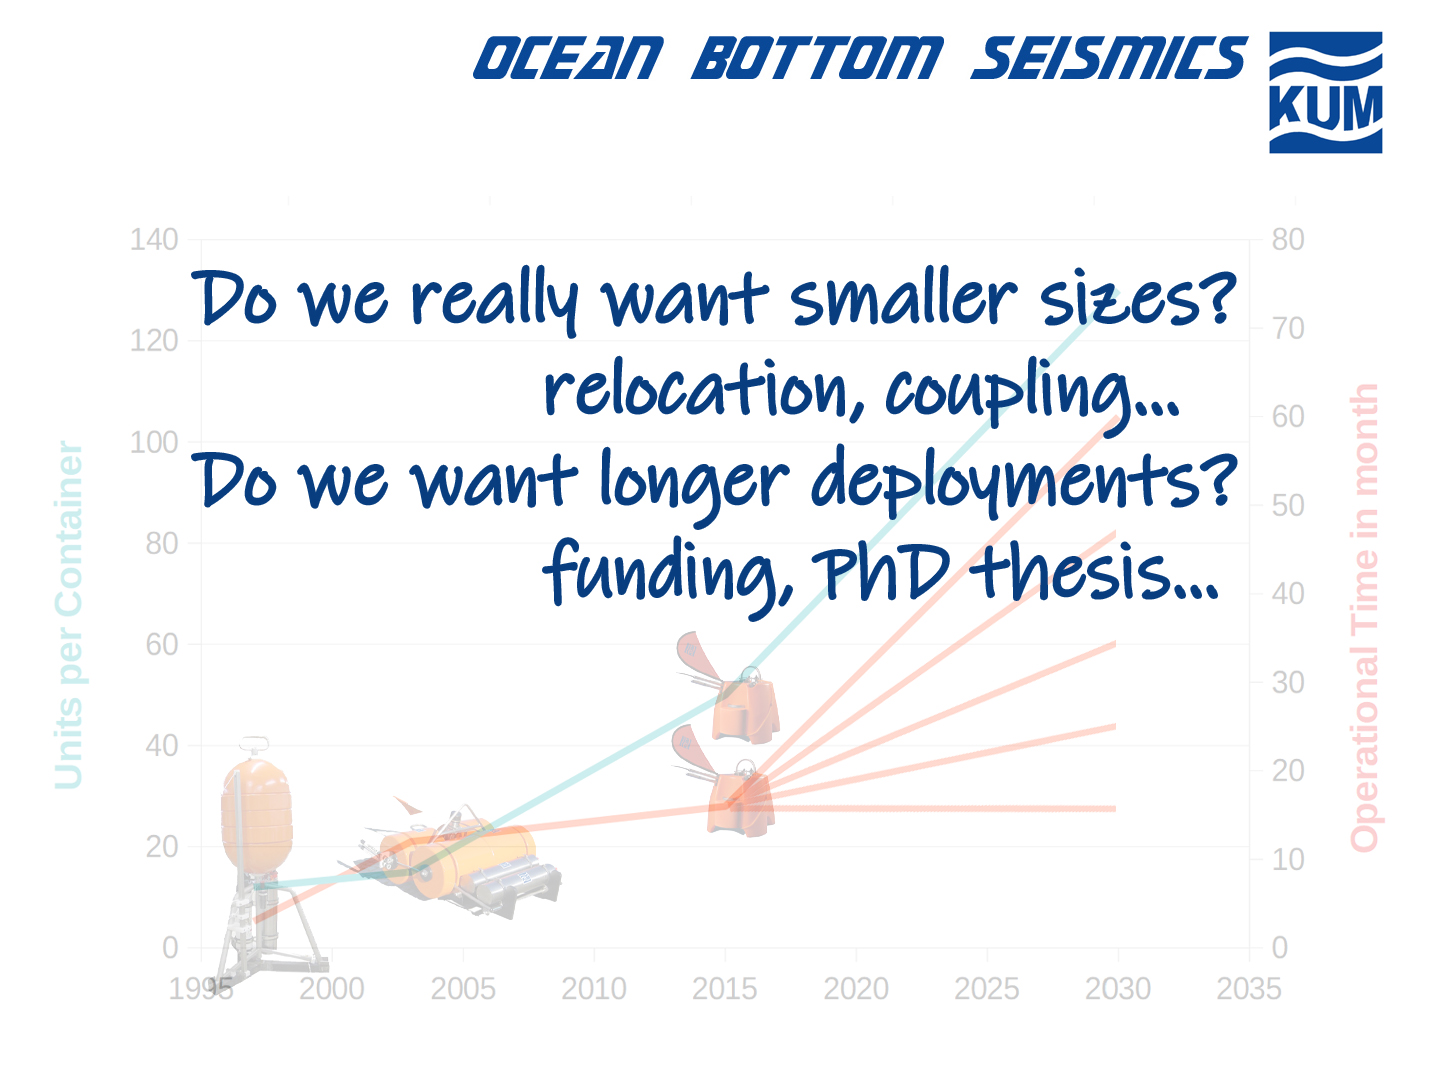 OCEAN BOTTOM SEISMICS
KUM
Do we really want smaller sizes?
relocation, coupling...
Do we want longer deployments?
funding, PhD thesis...
Units per Container
Operational Time in month
140
120
100
80
60
40
20
0
80
70
60
50
40
30
20
10
0
1995 2000 2005 2010 2015 2020 2025 2030 2035